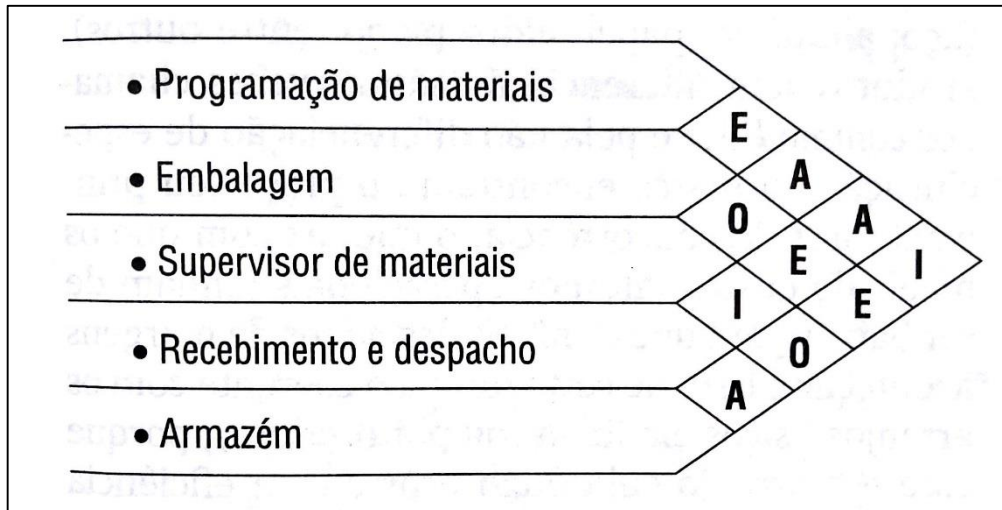 • Programação de materiais
E
A
• Embalagem
O
A
E
I
• Supervisor de materiais
I
E
• Recebimento e despacho
O
A
• Armazém